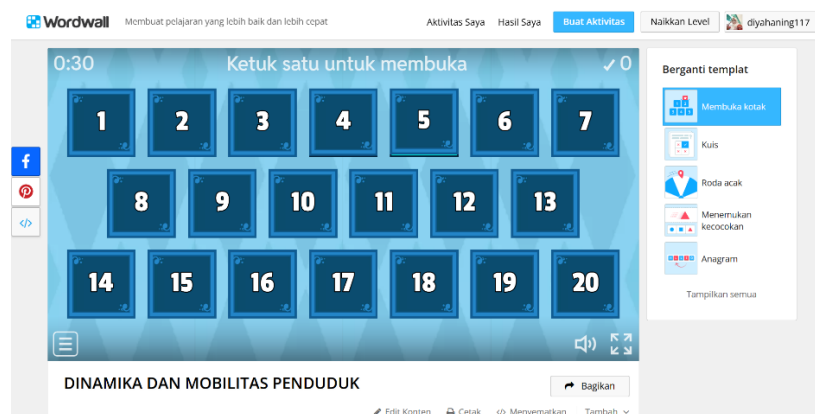 Wordwall Membuat pelajaran yang lebih baik dan lebih cepat Aktivitas Saya Hasil Saya Buat Aktivitas Naikkan Level diyahaning117
0:30 Ketuk satu untuk membuka ✓ 0
1 2 3 4 5 6 7
8 9 10 11 12 13
14 15 16 17 18 19 20
Berganti templat
Membuka kotak
Kuis
Roda acak
Menemukan
kecocokan
Anagram
Tampilkan semua
DINAMIKA DAN MOBILITAS PENDUDUK
Bagikan
Edit Konten Cetak Menyematkan Tambah